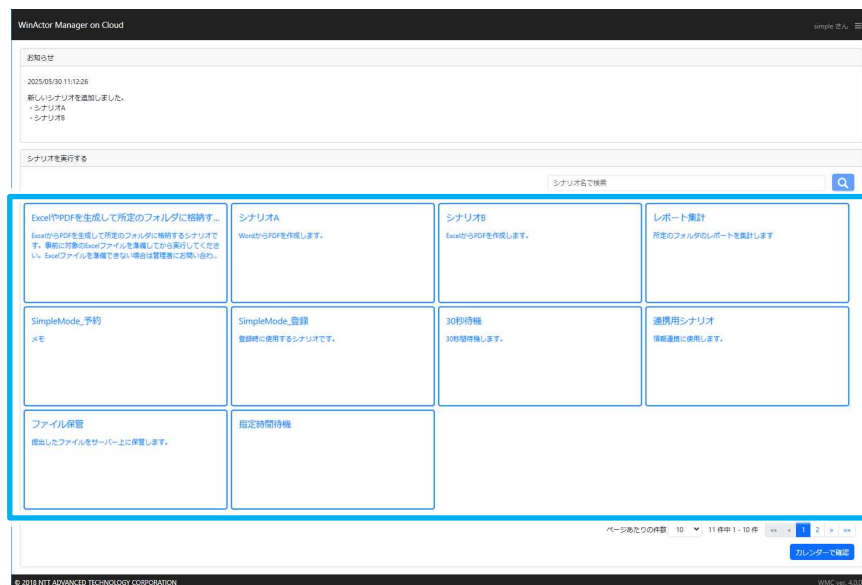 WinActor Manager on Cloud
simple さん
お知らせ
2025/05/30 11:12:26
新しいシナリオを追加しました。
・シナリオA
・シナリオB
シナリオを実行する
シナリオ名で検索
ExcelやPDFを生成して所定のフォルダに格納す...
ExcelからPDFを生成して所定のフォルダに格納するシナリオで
す。事前に対象のExcelファイルを準備してから実行してくださ
い。Excelファイルを準備できない場合は管理者にお問い合わ...
シナリオA
WordからPDFを作成します。
シナリオB
ExcelからPDFを作成します。
レポート集計
所定のフォルダのレポートを集計します
SimpleMode_予約
メモ
SimpleMode_登録
登録時に使用するシナリオです。
30秒待機
30秒間待機します。
連携用シナリオ
情報連携に使用します。
ファイル保管
提出したファイルをサーバー上に保管します。
指定時間待機
ページあたりの件数 10 11 件中 1 - 10 件 «« « 1 2 » »»
カレンダーで確認
© 2018 NTT ADVANCED TECHNOLOGY CORPORATION
WMC ver. 4.0.0